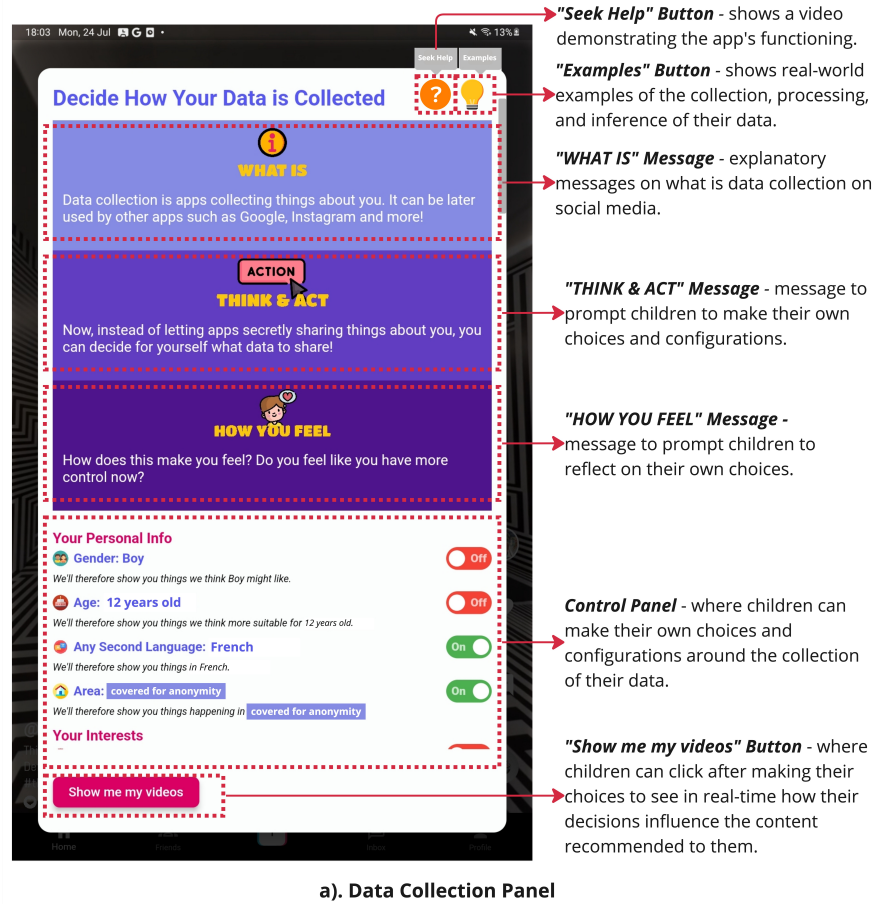 "Seek Help" Button - shows a video
demonstrating the app's functioning.
18:03 Mon, 24 Jul
13%
Seek Help
Examples
"Examples" Button - shows real-world
examples of the collection, processing,
and inference of their data.
Decide How Your Data is Collected
?
WHAT IS
Data collection is apps collecting things about you. It can be later
used by other apps such as Google, Instagram and more!
"WHAT IS" Message - explanatory
messages on what is data collection on
social media.
ACTION
THINK & ACT
Now, instead of letting apps secretly sharing things about you, you
can decide for yourself what data to share!
"THINK & ACT" Message - message to
prompt children to make their own
choices and configurations.
HOW YOU FEEL
How does this make you feel? Do you feel like you have more
control now?
"HOW YOU FEEL" Message -
message to prompt children to
reflect on their own choices.
Your Personal Info
Gender: Boy
Off
We'll therefore show you things we think Boy might like.
Age: 12 years old
Off
We'll therefore show you things we think more suitable for 12 years old.
Any Second Language: French
On
We'll therefore show you things in French.
Area: covered for anonymity
On
We'll therefore show you things happening in covered for anonymity
Your Interests
Control Panel - where children can
make their own choices and
configurations around the collection
of their data.
Show me my videos
"Show me my videos" Button - where
children can click after making their
choices to see in real-time how their
decisions influence the content
recommended to them.
Home
Friends
Inbox
Profile
a). Data Collection Panel